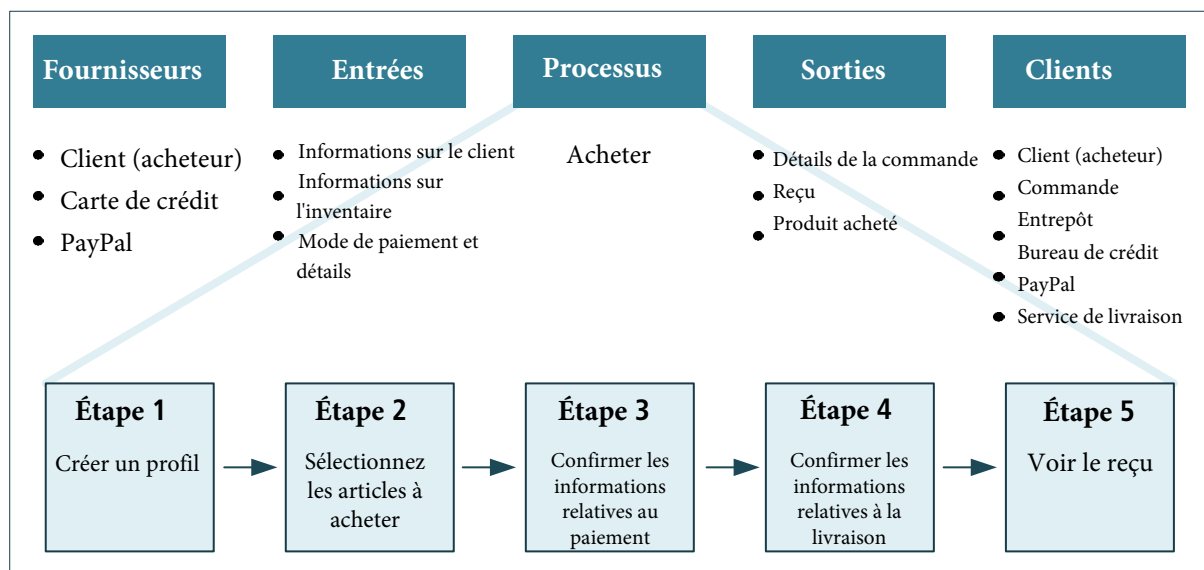 Fournisseurs
Entrées
Processus
Sorties
Clients
Client (acheteur)
Carte de crédit
PayPal
Informations sur le client
Informations sur
l'inventaire
Mode de paiement et
détails
Acheter
Détails de la commande
Reçu
Produit acheté
Client (acheteur)
Commande
Entrepôt
Bureau de crédit
PayPal
Service de livraison
Étape 1
Créer un profil
Étape 2
Sélectionnez
les articles à
acheter
Étape 3
Confirmer les
informations
relatives au
paiement
Étape 4
Confirmer les
informations
relatives à la
livraison
Étape 5
Voir le reçu